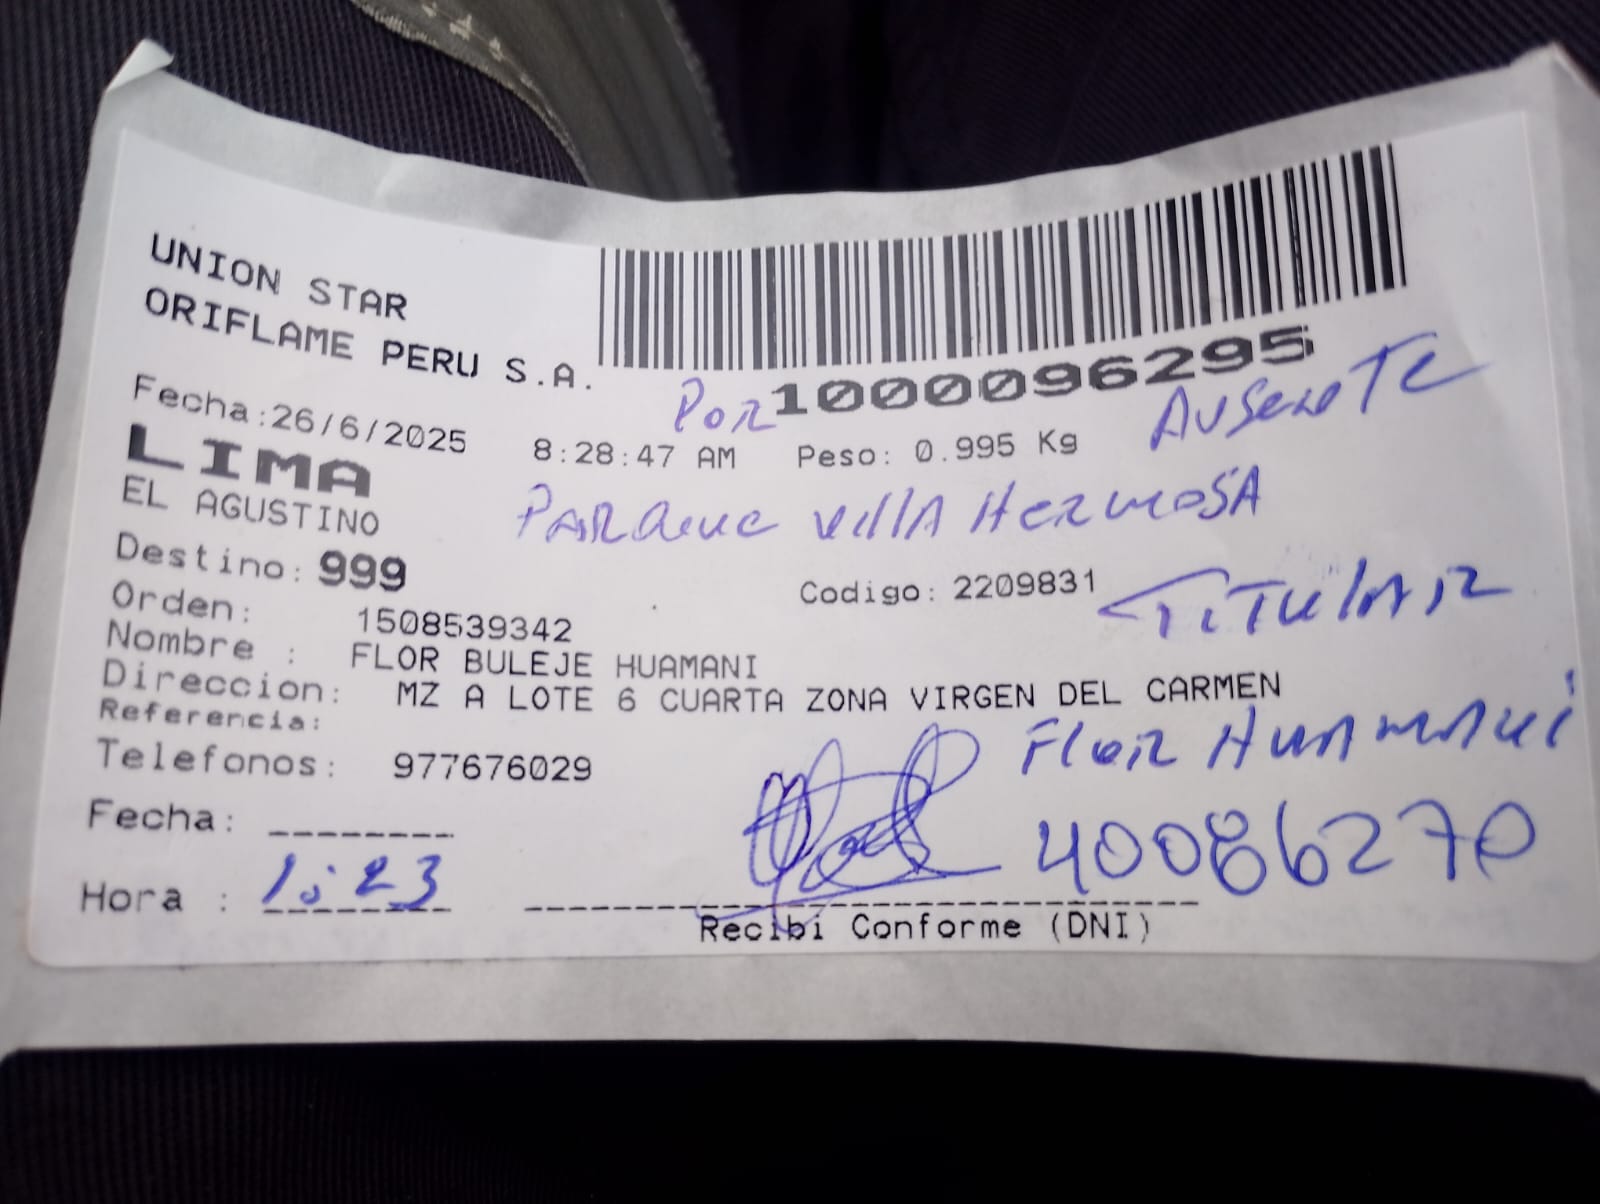 UNION STAR
ORIFLAME PERU S.A.
1000096295
Por Ausente
Fecha:26/6/2025 8:28:47 AM Peso: 0.995 Kg
LIMA
EL AGUSTINO
PARQue villA HermoSA
Destino: 999 Codigo: 2209831
TiTulAR
Orden: 1508539342
Nombre : FLOR BULEJE HUAMANI
Direccion: MZ A LOTE 6 CUARTA ZONA VIRGEN DEL CARMEN
Referencia:
Flor HuAmAni
Telefonos: 977676029
Fecha:
40086270
Hora : 1:23
Recibi Conforme (DNI)